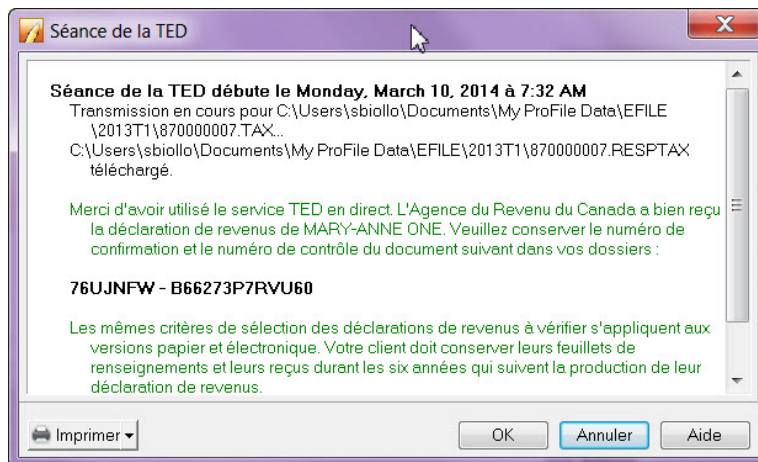 Séance de la TED
Séance de la TED débute le Monday, March 10, 2014 à 7:32 AM
Transmission en cours pour C:\Users\sbiollo\Documents\My ProFile Data\EFILE
\2013T1\870000007.TAX...
C:\Users\sbiollo\Documents\My ProFile Data\EFILE\2013T1\870000007.RESPTAX
téléchargé.
Merci d'avoir utilisé le service TED en direct. L'Agence du Revenu du Canada a bien reçu
la déclaration de revenus de MARY-ANNE ONE. Veuillez conserver le numéro de
confirmation et le numéro de contrôle du document suivant dans vos dossiers :
76UJNFW - B66273P7RVU60
Les mêmes critères de sélection des déclarations de revenus à vérifier s'appliquent aux
versions papier et électronique. Votre client doit conserver leurs feuillets de
renseignements et leurs reçus durant les six années qui suivent la production de leur
déclaration de revenus.
Imprimer OK Annuler Aide